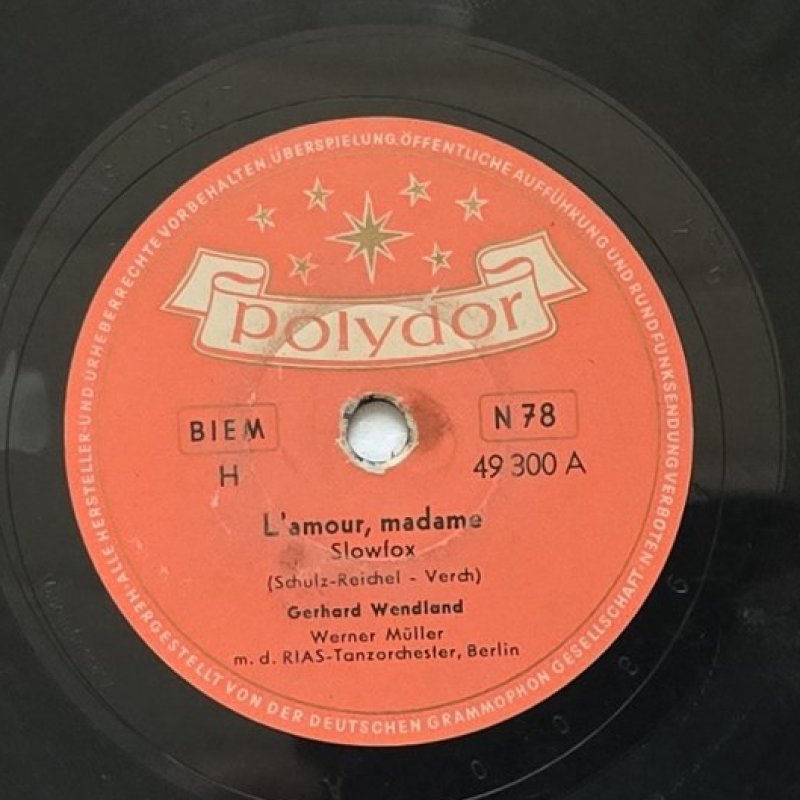 ALLE HERSTELLER- UND URHEBERRECHTE VORBEHALTEN. ÜBERSPIELUNG, ÖFFENTLICHE AUFFÜHRUNG UND RUNDFUNKSENDUNG VERBOTEN.
polydor
BIEM
N 78
H
49 300 A
L'amour, madame
Slowfox
(Schulz-Reichel - Verch)
Gerhard Wendland
Werner Müller
m. d. RIAS-Tanzorchester, Berlin
HERGESTELLT VON DER DEUTSCHEN GRAMMOPHON GESELLSCHAFT.